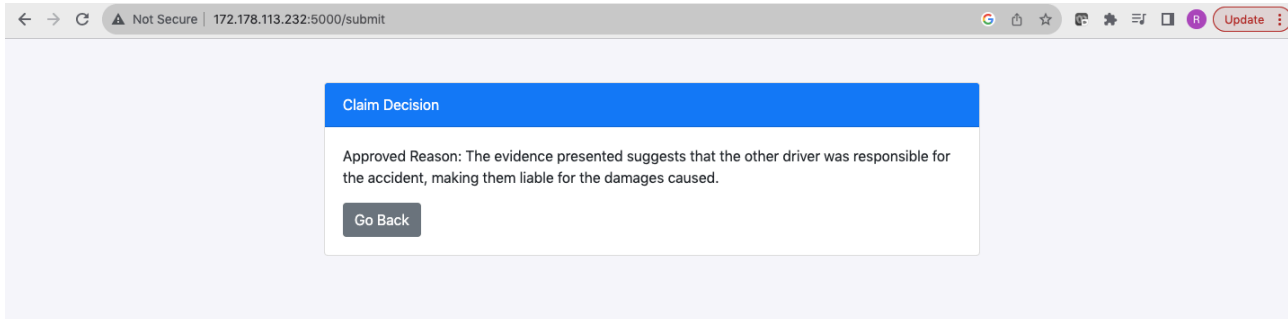 Not Secure | 172.178.113.232:5000/submit
G
R
Update
Claim Decision
Approved Reason: The evidence presented suggests that the other driver was responsible for
the accident, making them liable for the damages caused.
Go Back